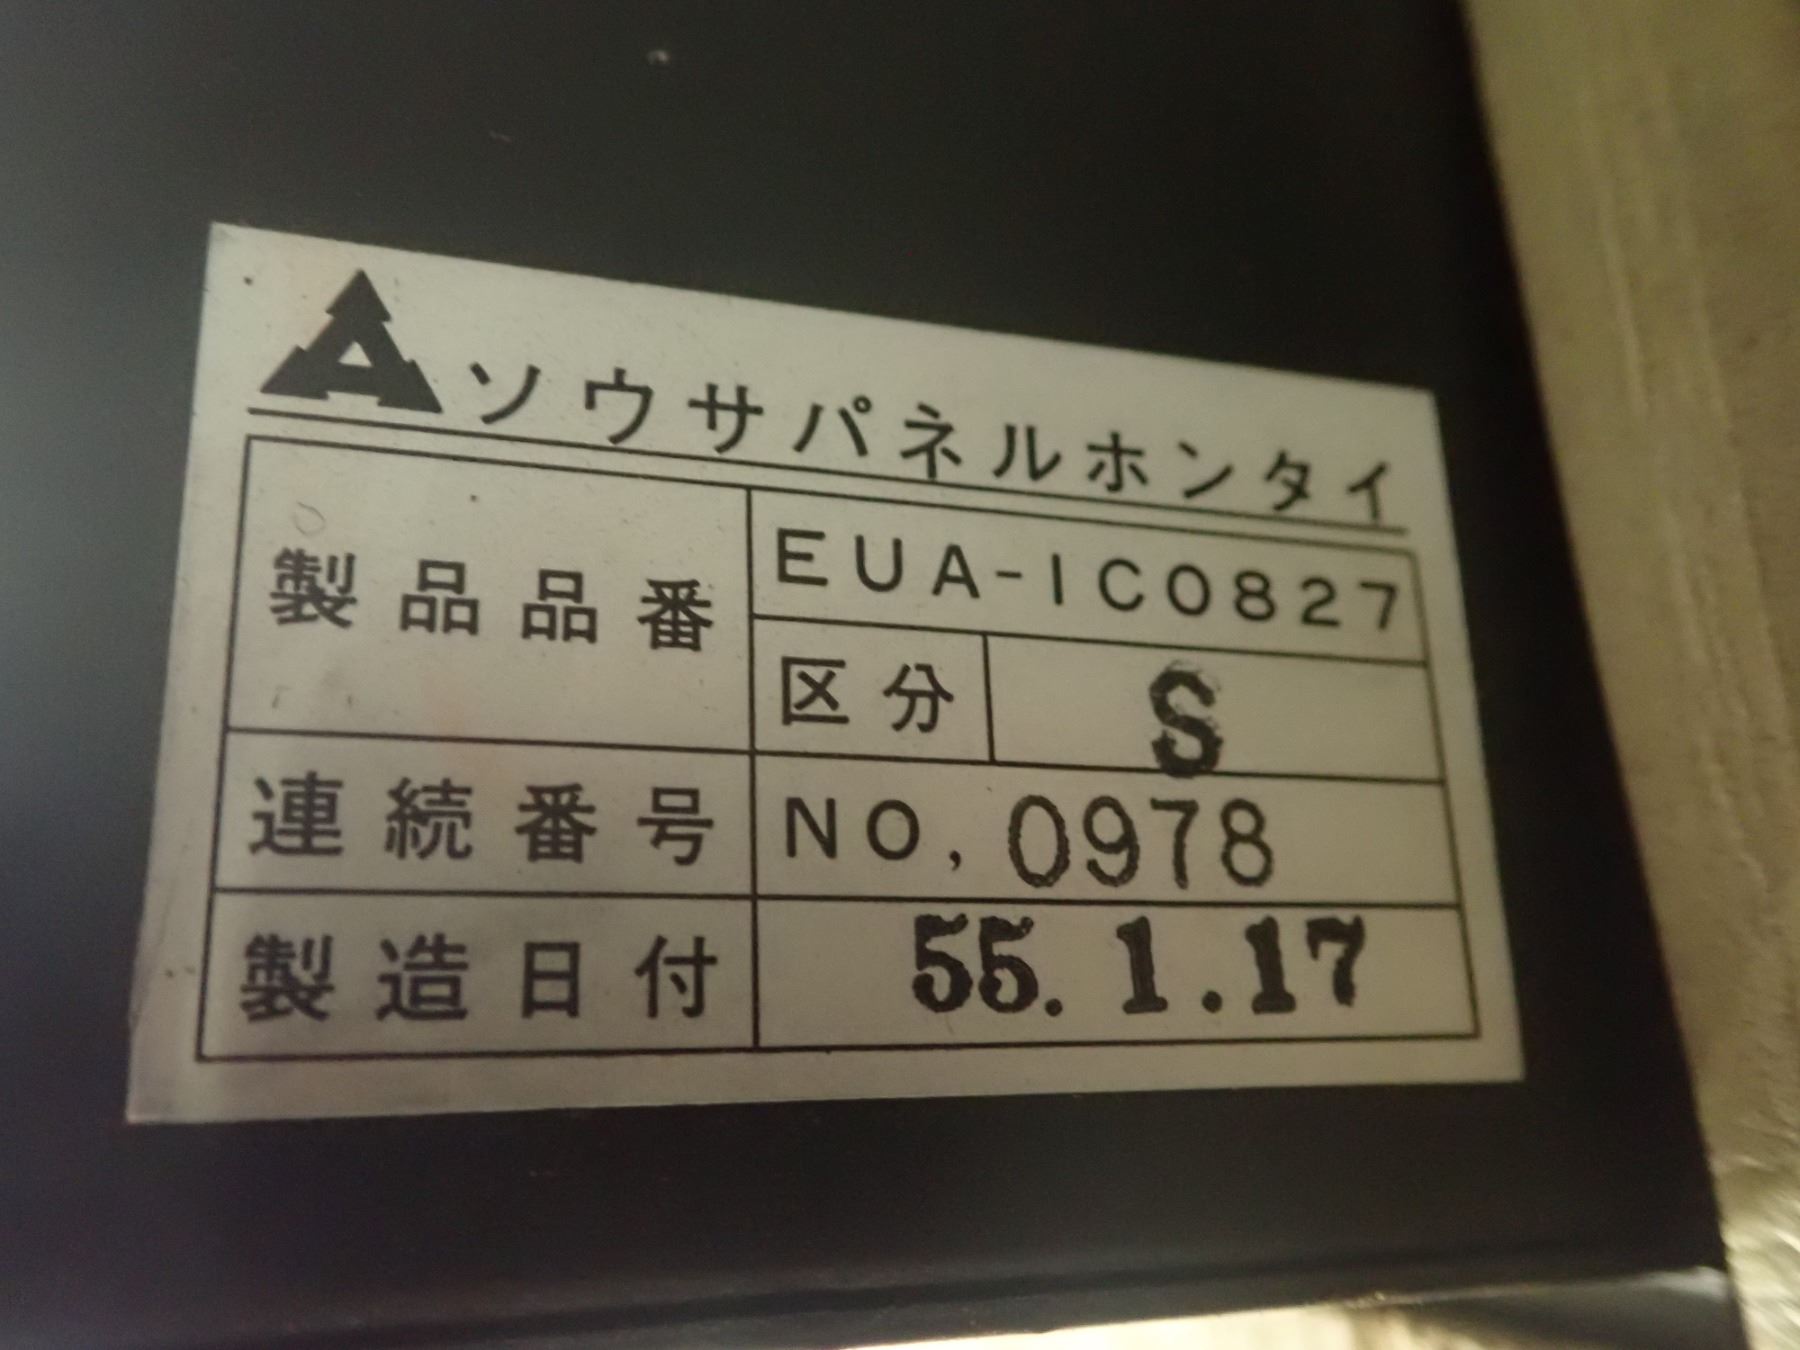 ソウサパネルホンタイ
製品品番 EUA-1C0827
区分 S
連続番号 NO, 0978
製造日付 55.1.17